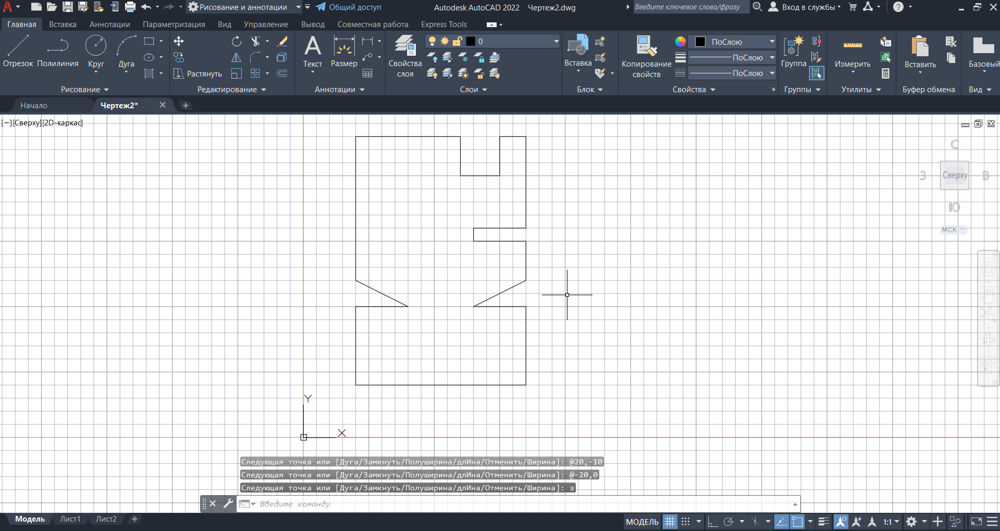 Рисование и аннотации
Общий доступ
Autodesk AutoCAD 2022 Чертеж2.dwg
Введите ключевое слово/фразу
Вход в службы
Главная Вставка Аннотации Параметризация Вид Управление Вывод Совместная работа Express Tools
Отрезок Полилиния Круг Дуга
Растянуть
Текст Размер
Свойства слоя
0
Вставка
Копирование свойств
ПоСлою
ПоСлою
ПоСлою
Группа
Измерить
Вставить
Базовый
Рисование Редактирование Аннотации Слои Блок Свойства Группы Утилиты Буфер обмена Вид
Начало Чертеж2*
[−][Сверху][2D-каркас]
С
З Сверху В
Ю
МСК
Y
X
Следующая точка или [Дуга/Замкнуть/Полуширина/длИна/Отменить/Ширина]: @20,-10
Следующая точка или [Дуга/Замкнуть/Полуширина/длИна/Отменить/Ширина]: @-20,0
Следующая точка или [Дуга/Замкнуть/Полуширина/длИна/Отменить/Ширина]: з
Введите команду
Модель Лист1 Лист2 +
МОДЕЛЬ 1:1